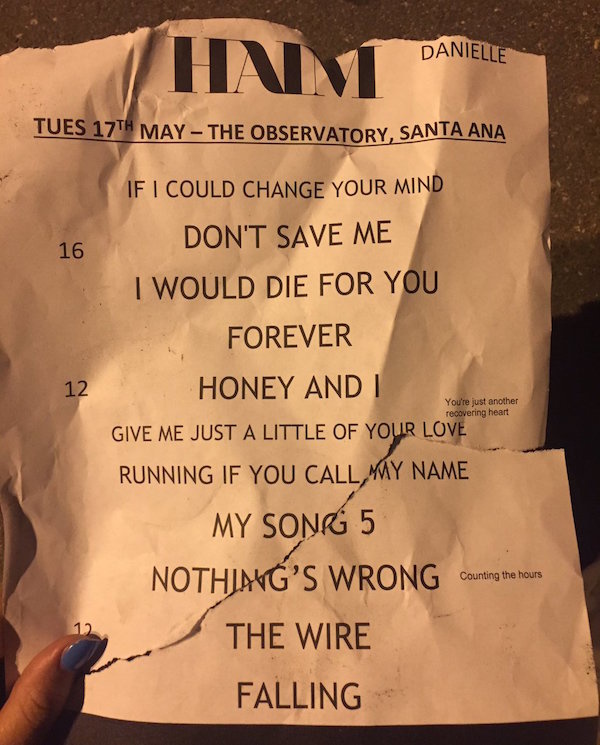 HAIM DANIELLE
TUES 17TH MAY – THE OBSERVATORY, SANTA ANA
IF I COULD CHANGE YOUR MIND
16 DON'T SAVE ME
I WOULD DIE FOR YOU
FOREVER
12 HONEY AND I
You're just another
recovering heart
GIVE ME JUST A LITTLE OF YOUR LOVE
RUNNING IF YOU CALL MY NAME
MY SONG 5
NOTHING'S WRONG Counting the hours
12 THE WIRE
FALLING